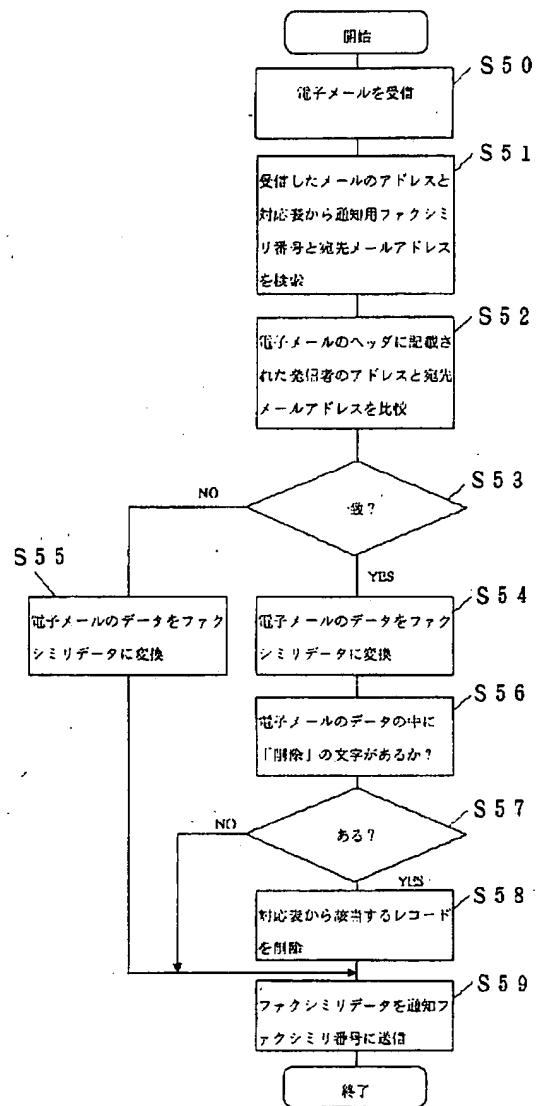 開始
S50
電子メールを受信
S51
受信したメールのアドレスと
対応表から通知用ファクシミ
リ番号と宛先メールアドレス
を検索
S52
電子メールのヘッダに記載さ
れた発信者のアドレスと宛先
メールアドレスを比較
S53
NO
致?
YES
S55
電子メールのデータをファク
シミリデータに変換
S54
電子メールのデータをファク
シミリデータに変換
S56
電子メールのデータの中に
「削除」の文字があるか?
S57
NO
ある?
YES
S58
対応表から該当するレコード
を削除
S59
ファクシミリデータを通知フ
ァクシミリ番号に送信
終了